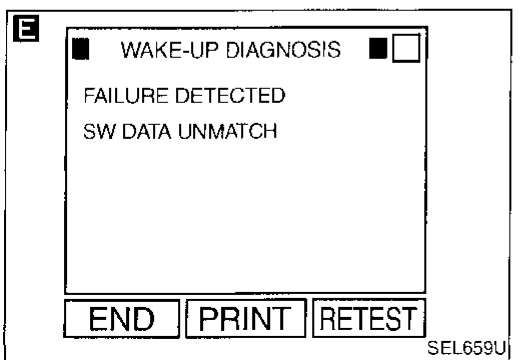 E
WAKE-UP DIAGNOSIS
FAILURE DETECTED
SW DATA UNMATCH
END PRINT RETEST
SEL659U